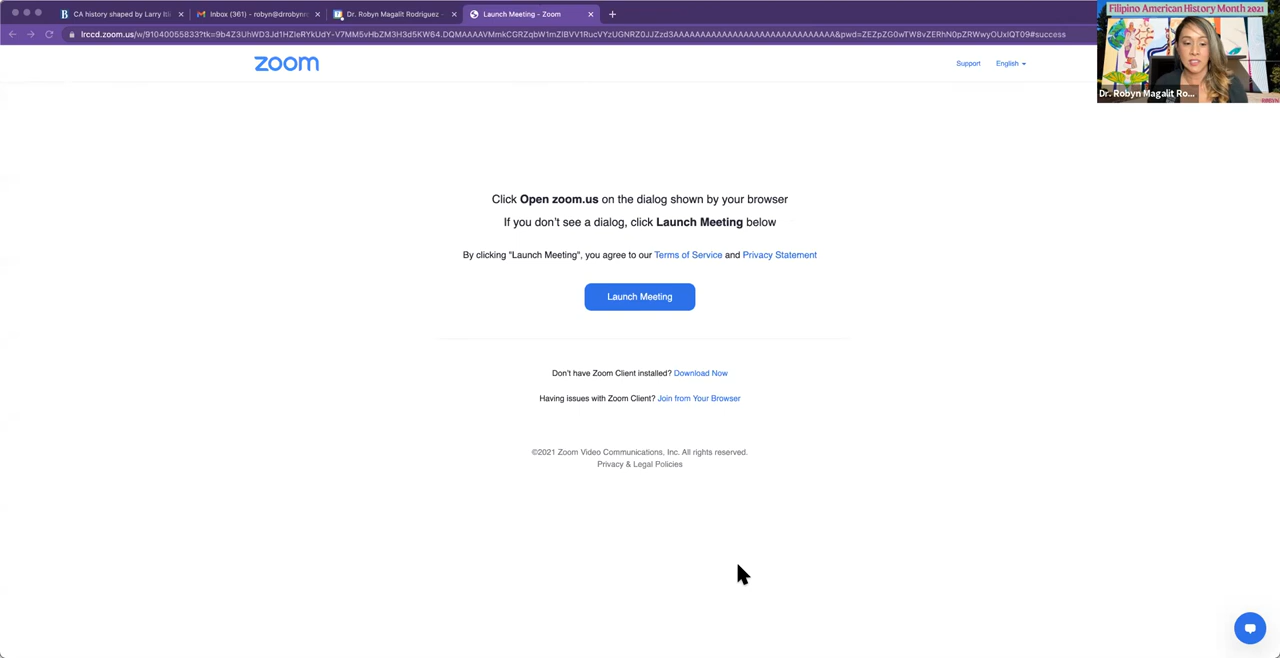 CA history shaped by Larry Itli
Inbox (361) - robyn@drrobynro
Dr. Robyn Magalit Rodriguez -
Launch Meeting - Zoom
Filipino American History Month 2021
zoom
Support
English
Dr. Robyn Magalit Ro...
Click Open zoom.us on the dialog shown by your browser
If you don't see a dialog, click Launch Meeting below
By clicking "Launch Meeting", you agree to our Terms of Service and Privacy Statement
Launch Meeting
Don't have Zoom Client installed? Download Now
Having issues with Zoom Client? Join from Your Browser
©2021 Zoom Video Communications, Inc. All rights reserved.
Privacy & Legal Policies